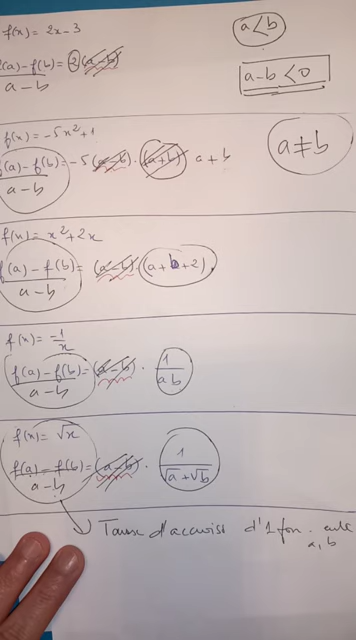 f(x) = 2x - 3
a < b
f(a) - f(b) = 2 (a - b)
a - b
a - b < 0
f(x) = -5x² + 1
f(a) - f(b) = -5 (a - b) · (a + b) a + b
a - b
a ≠ b
f(x) = x² + 2x
f(a) - f(b) = (a - b) · (a + b + 2)
a - b
f(x) = -1/x
f(a) - f(b) = (a - b) · 1/ab
a - b
f(x) = √x
f(a) - f(b) = (a - b) · 1/(√a + √b)
a - b
Taux d'accroiss d'1 fon. entre
a, b